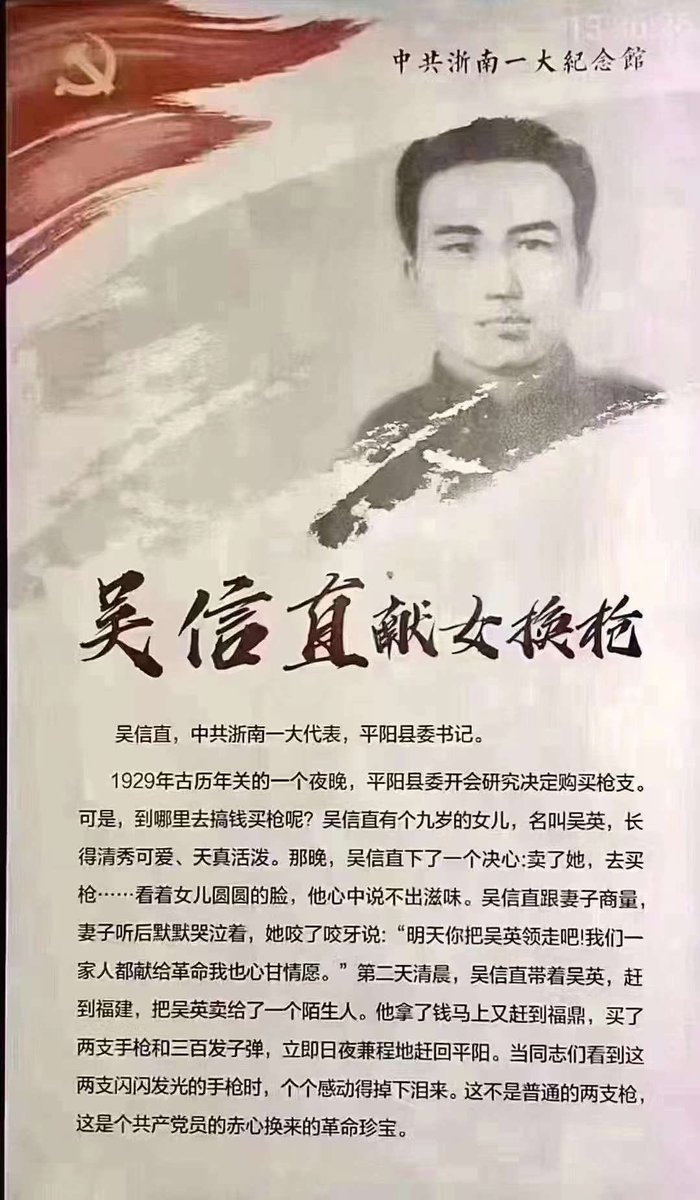 中共浙南一大紀念館
吴信直献女换枪
吴信直，中共浙南一大代表，平阳县委书记。
1929年古历年关的一个夜晚，平阳县委开会研究决定购买枪支。
可是，到哪里去搞钱买枪呢？吴信直有个九岁的女儿，名叫吴英，长
得清秀可爱、天真活泼。那晚，吴信直下了一个决心:卖了她，去买
枪……看着女儿圆圆的脸，他心中说不出滋味。吴信直跟妻子商量，
妻子听后默默哭泣着，她咬了咬牙说：“明天你把吴英领走吧!我们一
家人都献给革命我也心甘情愿。”第二天清晨，吴信直带着吴英，赶
到福建，把吴英卖给了一个陌生人。他拿了钱马上又赶到福鼎，买了
两支手枪和三百发子弹，立即日夜兼程地赶回平阳。当同志们看到这
两支闪闪发光的手枪时，个个感动得掉下泪来。这不是普通的两支枪，
这是个共产党员的赤心换来的革命珍宝。